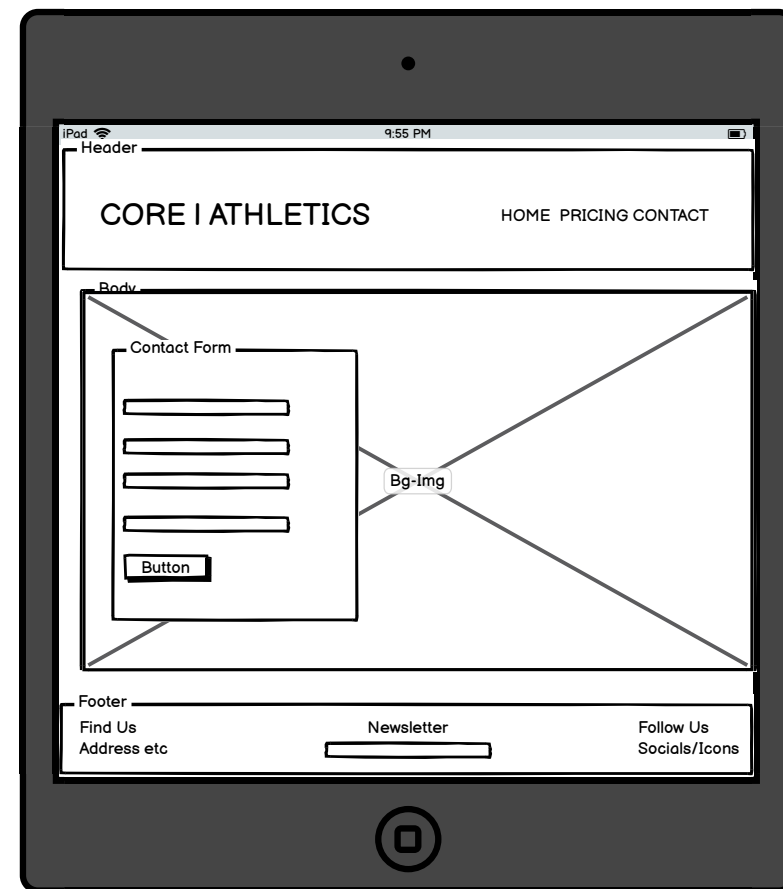 iPad 9:55 PM
Header
CORE | ATHLETICS
HOME PRICING CONTACT
Body
Contact Form
Bg-Img
Button
Footer
Find Us Newsletter Follow Us
Address etc Socials/Icons